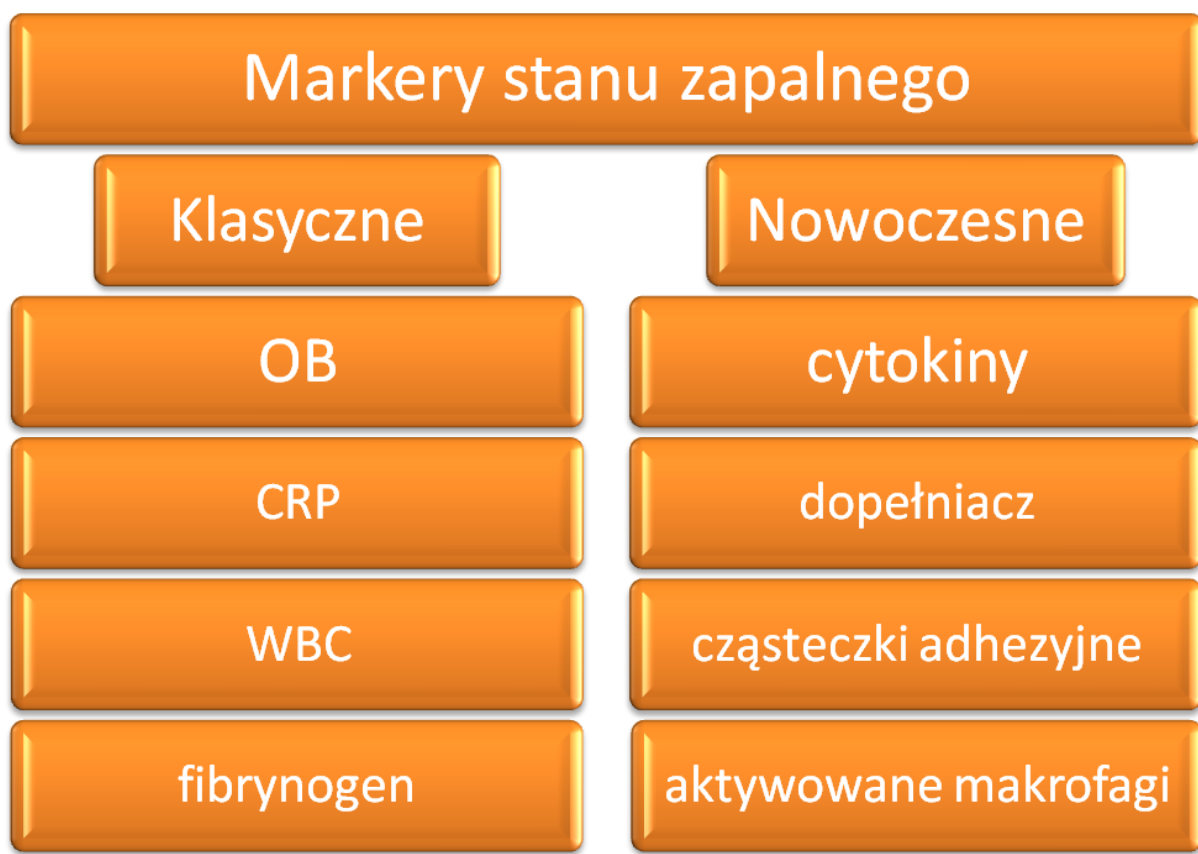 Markery stanu zapalnego
Klasyczne
Nowoczesne
OB
cytokiny
CRP
dopełniacz
WBC
cząsteczki adhezyjne
fibrynogen
aktywowane makrofagi